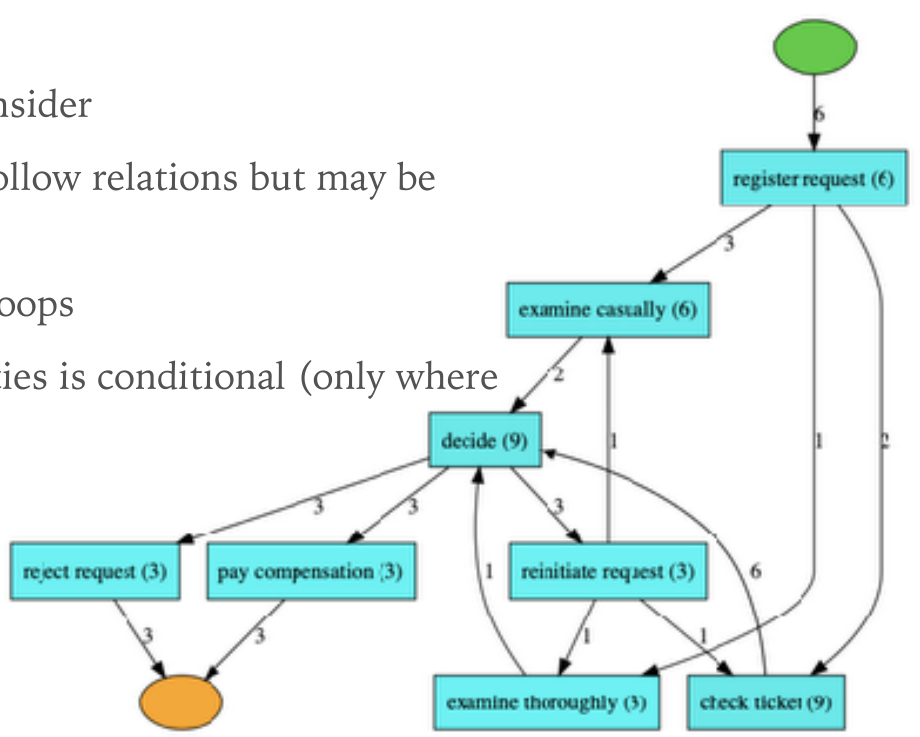 nsider
ollow relations but may be
oops
ties is conditional (only where
6
register request (6)
3
examine casually (6)
2
decide (9)
1
1
2
3
3
3
reject request (3)
pay compensation (3)
1
reinitiate request (3)
6
3
3
1
1
examine thoroughly (3)
check ticket (9)